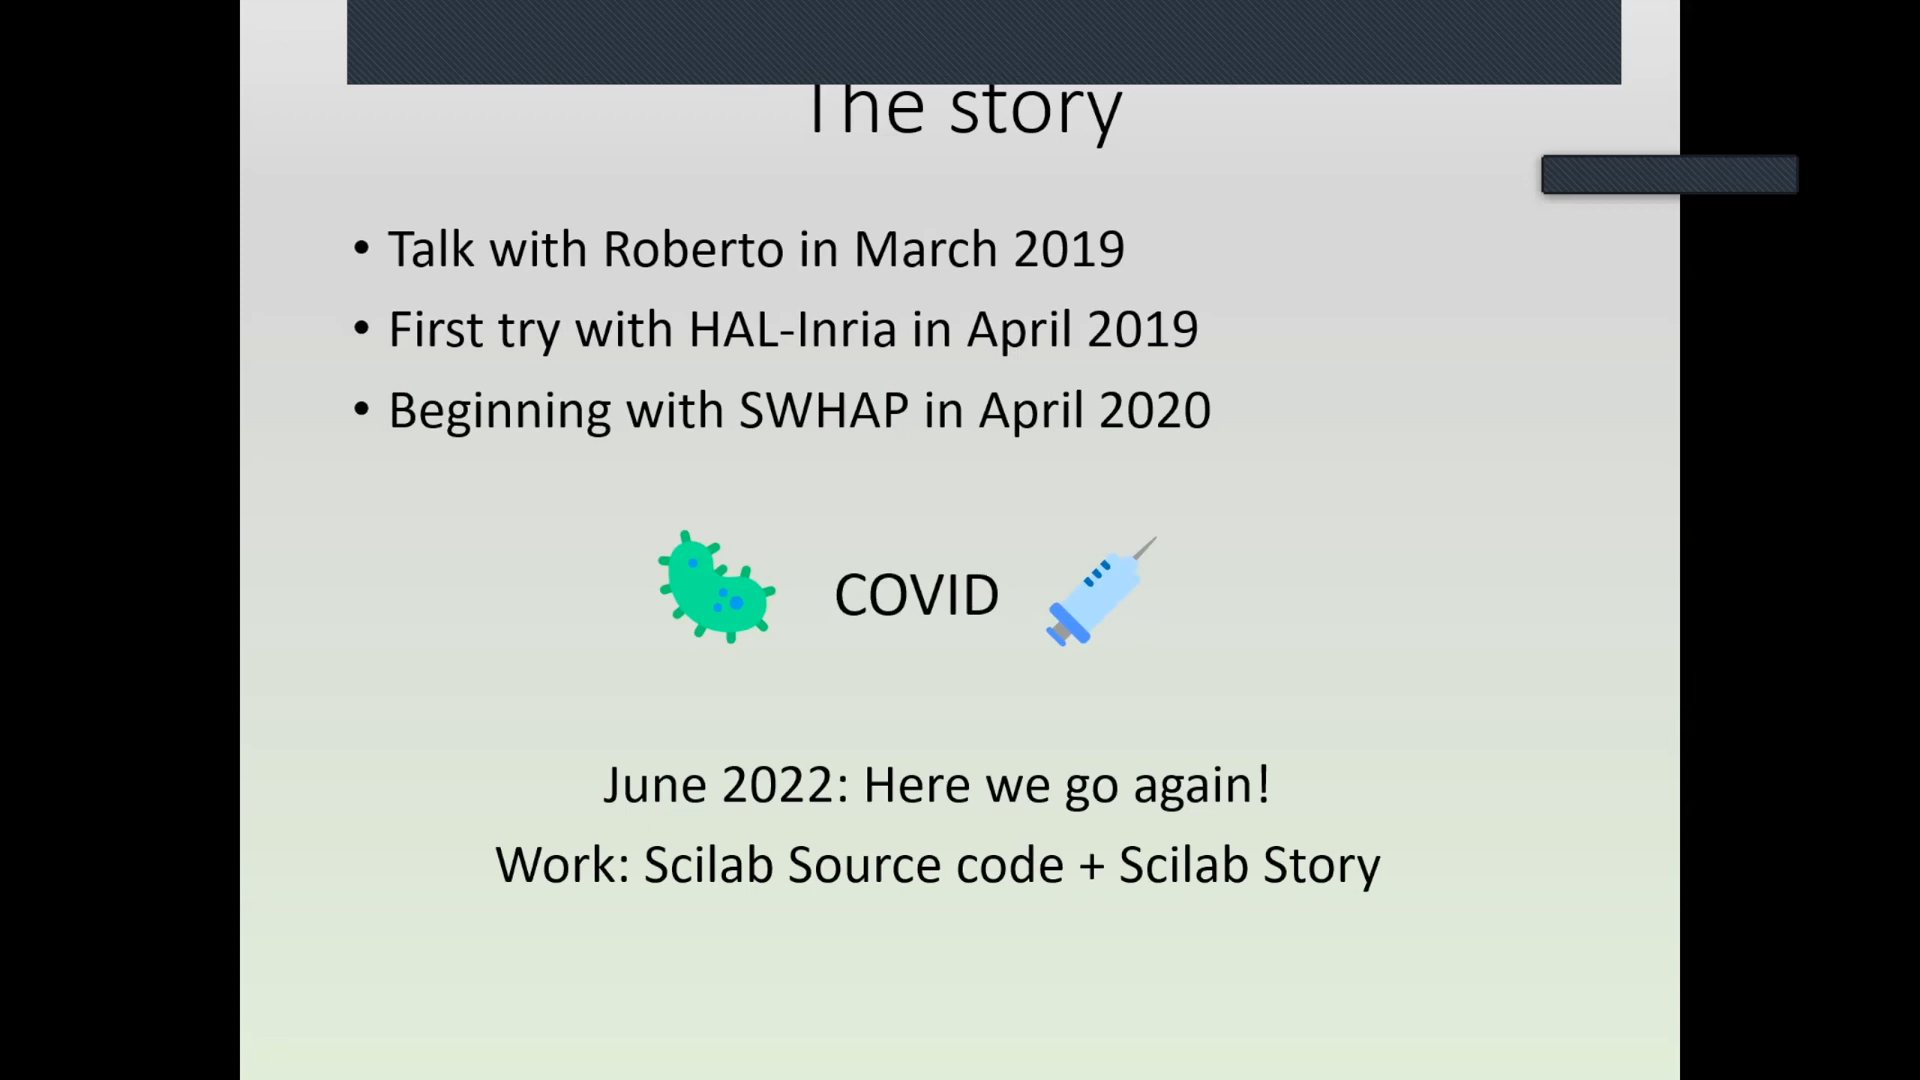 The story
• Talk with Roberto in March 2019
• First try with HAL-Inria in April 2019
• Beginning with SWHAP in April 2020
COVID
June 2022: Here we go again!
Work: Scilab Source code + Scilab Story